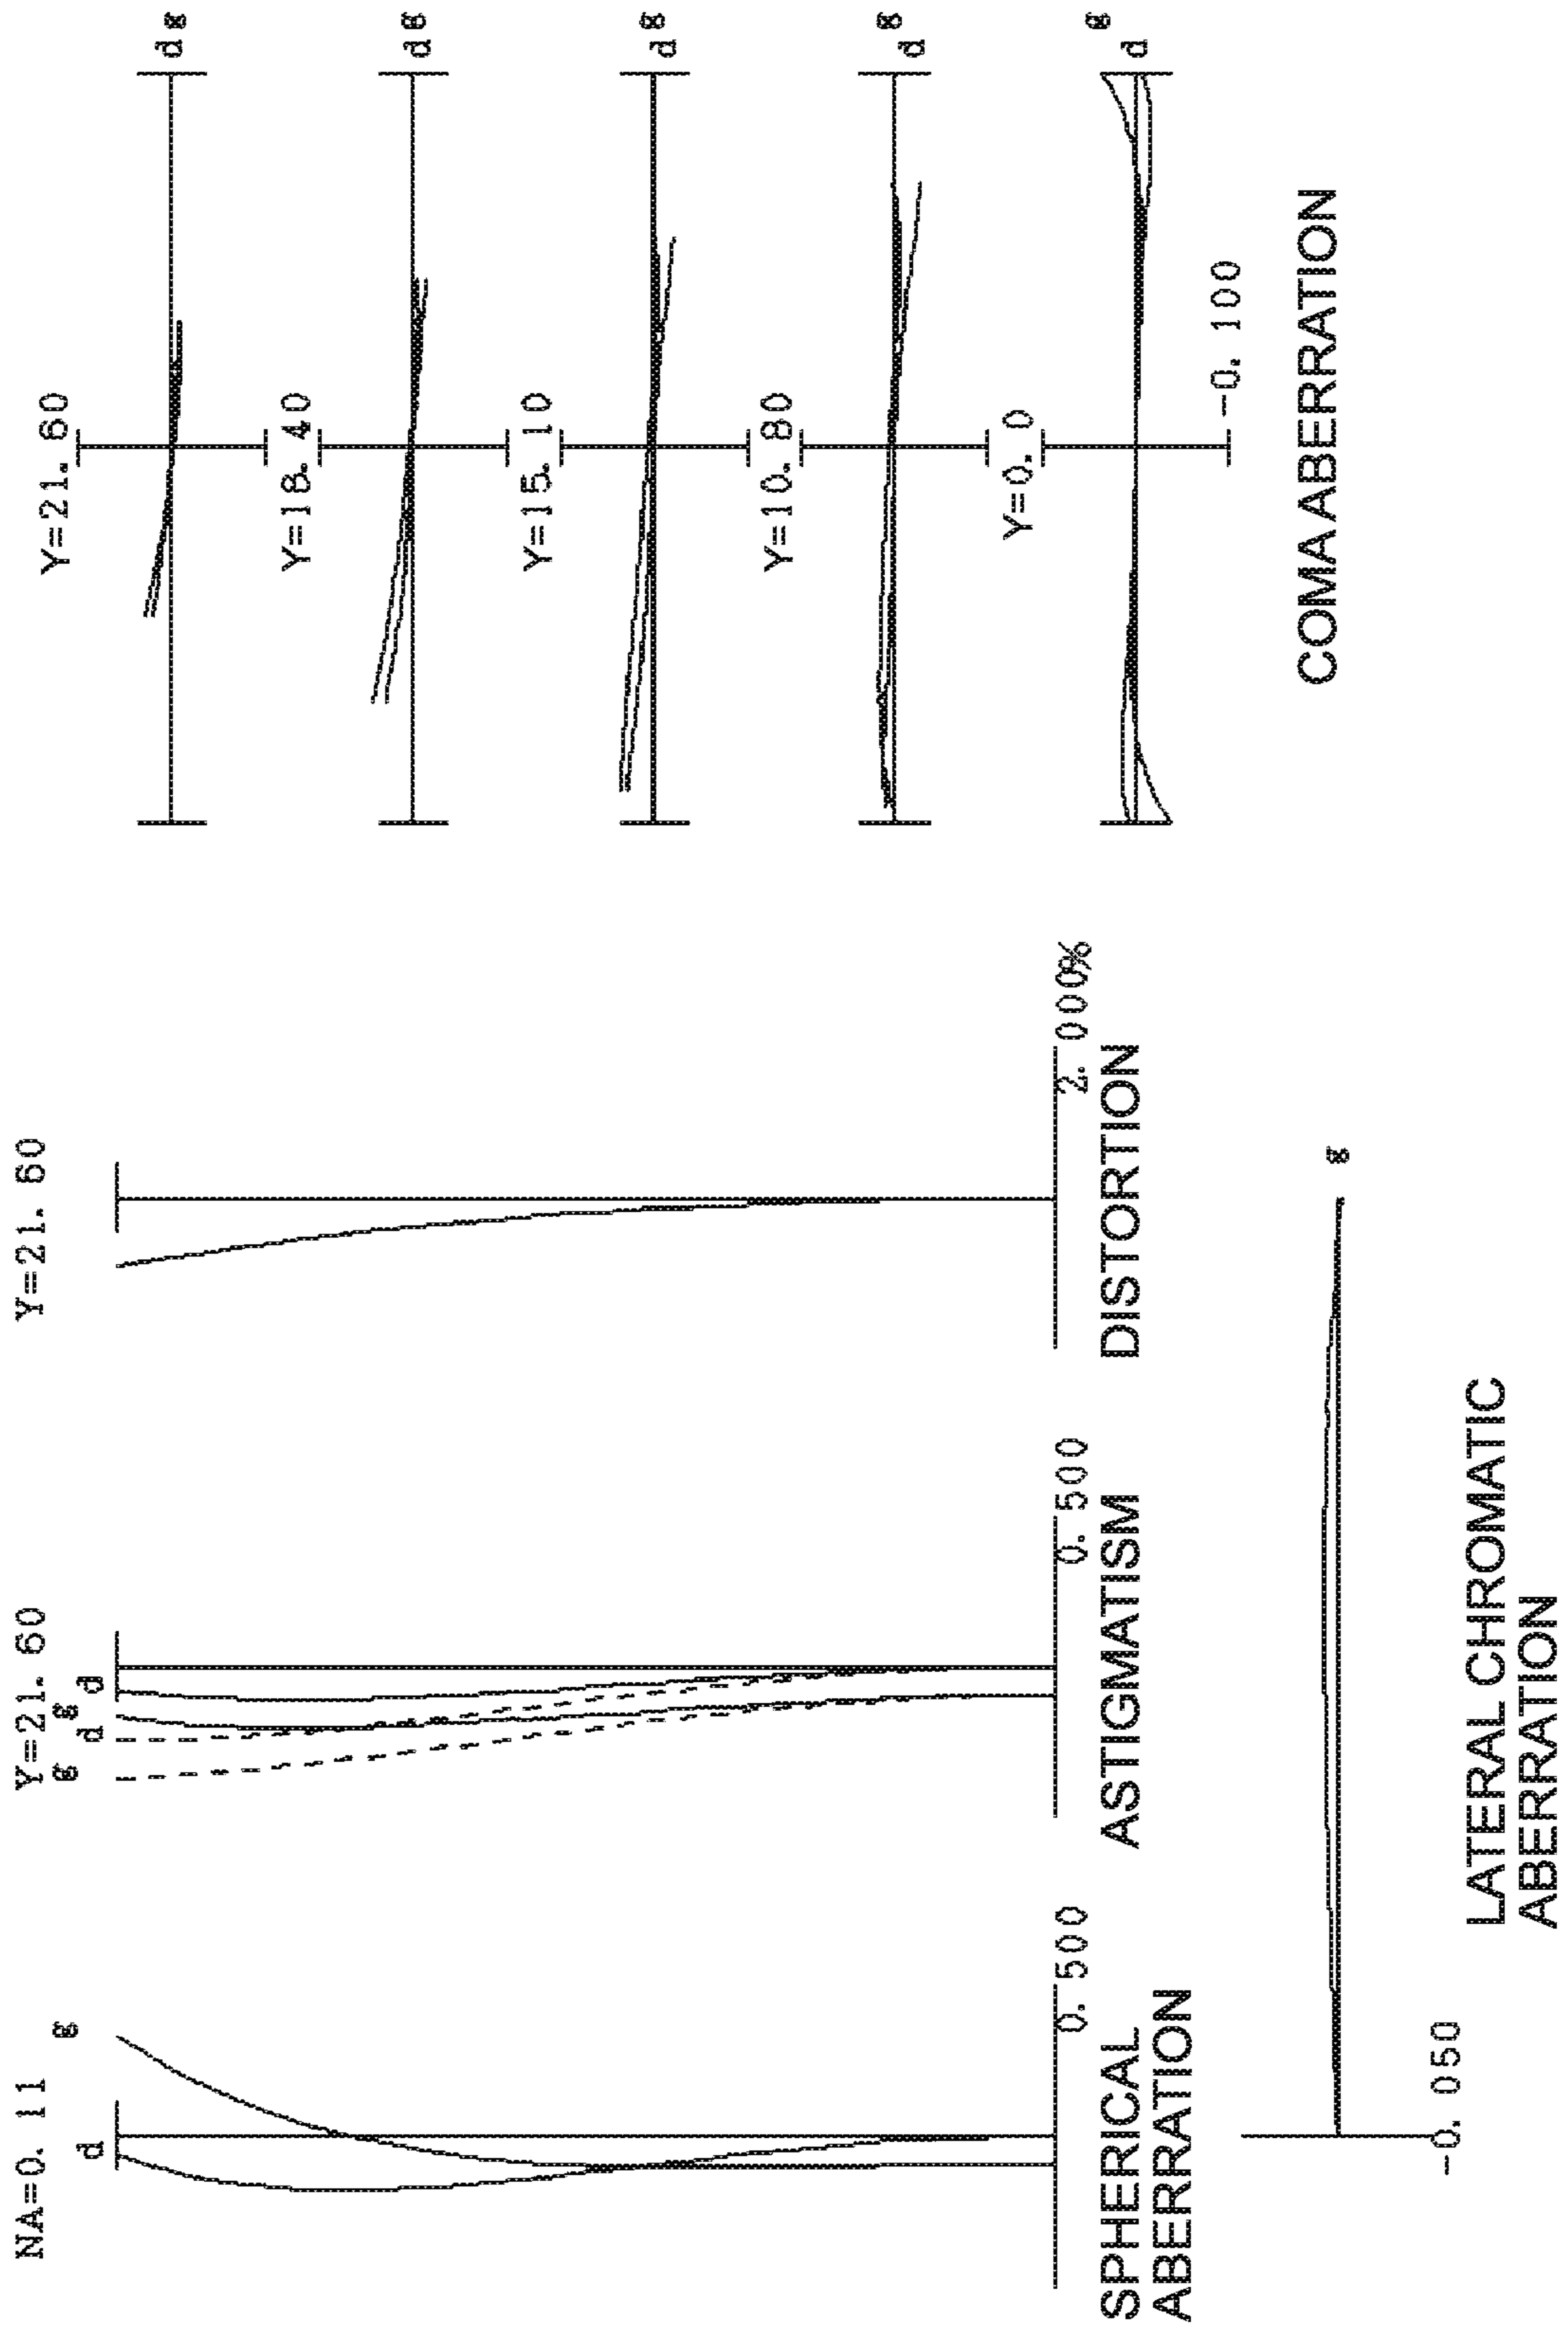 NA=0.11
g
d
0.500
SPHERICAL
ABERRATION
Y=21.60
g g
d d
0.500
ASTIGMATISM
Y=21.60
2.000%
DISTORTION
Y=21.60
d g
Y=18.40
d g
Y=15.10
d g
Y=10.80
d g
Y=0.0
g
d
-0.100
COMA ABERRATION
g
-0.050
LATERAL CHROMATIC
ABERRATION